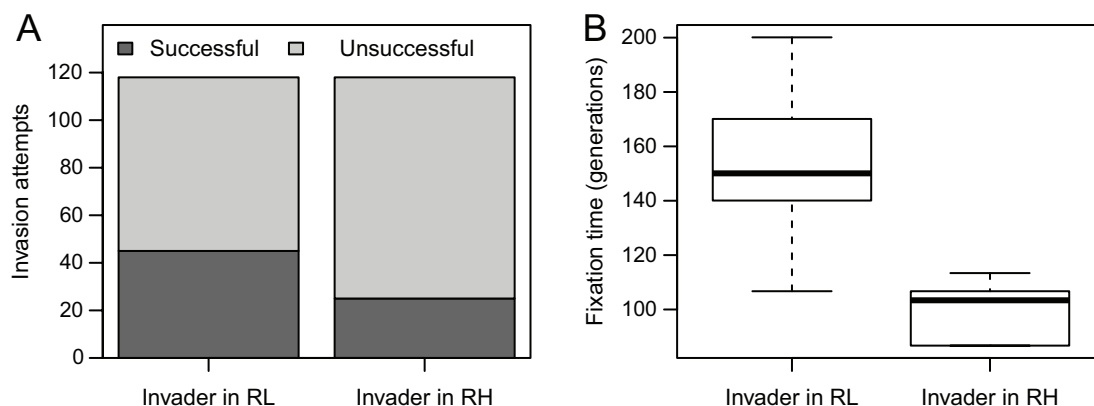 A
Successful Unsuccessful
Invasion attempts
120
100
80
60
40
20
0
Invader in RL Invader in RH
B
Fixation time (generations)
200
180
160
140
120
100
Invader in RL Invader in RH